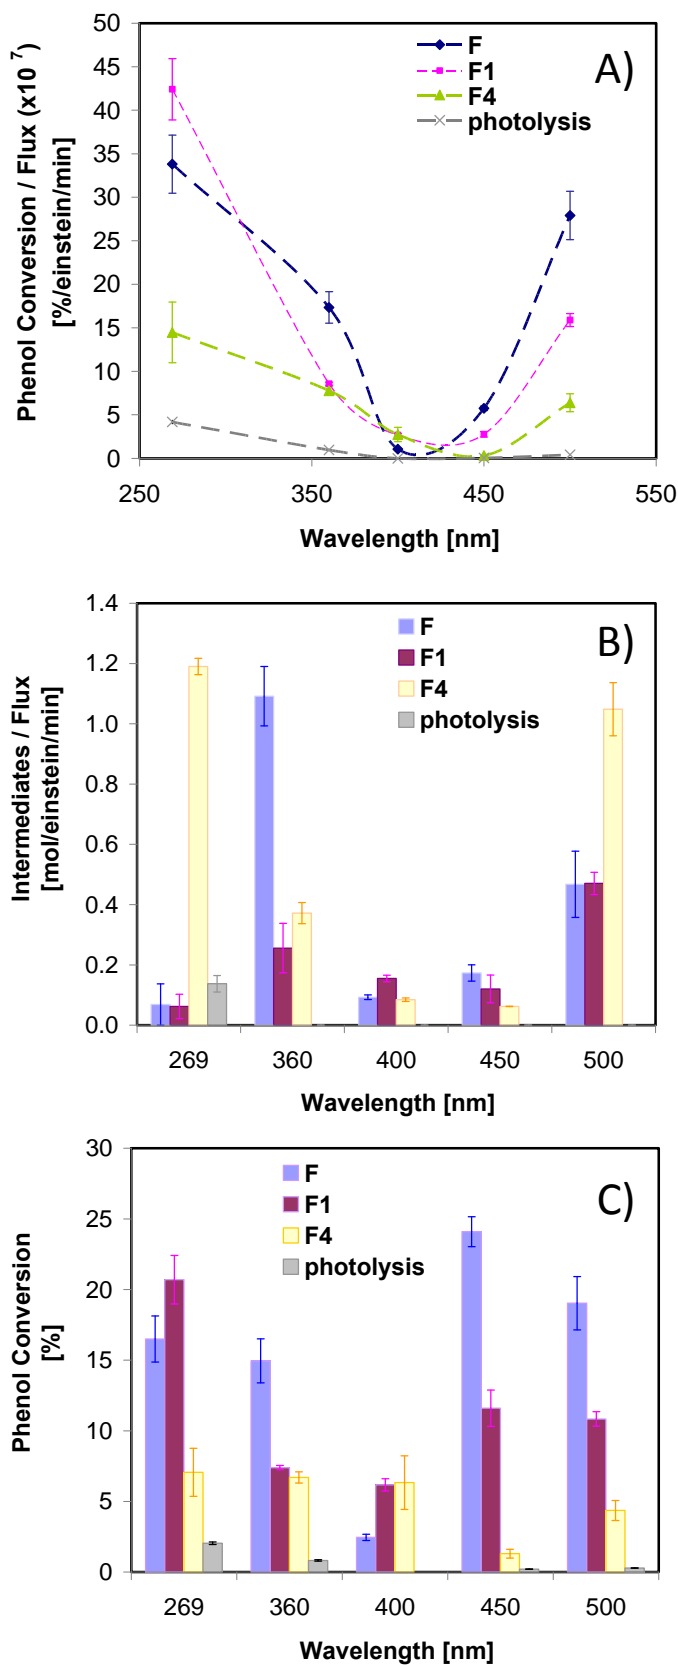 A)
F
F1
F4
photolysis
Phenol Conversion / Flux (x10 7)
[%/einstein/min]
50
45
40
35
30
25
20
15
10
5
0
250 350 450 550
Wavelength [nm]
B)
F
F1
F4
photolysis
Intermediates / Flux
[mol/einstein/min]
1.4
1.2
1.0
0.8
0.6
0.4
0.2
0.0
269 360 400 450 500
Wavelength [nm]
C)
F
F1
F4
photolysis
Phenol Conversion
[%]
30
25
20
15
10
5
0
269 360 400 450 500
Wavelength [nm]